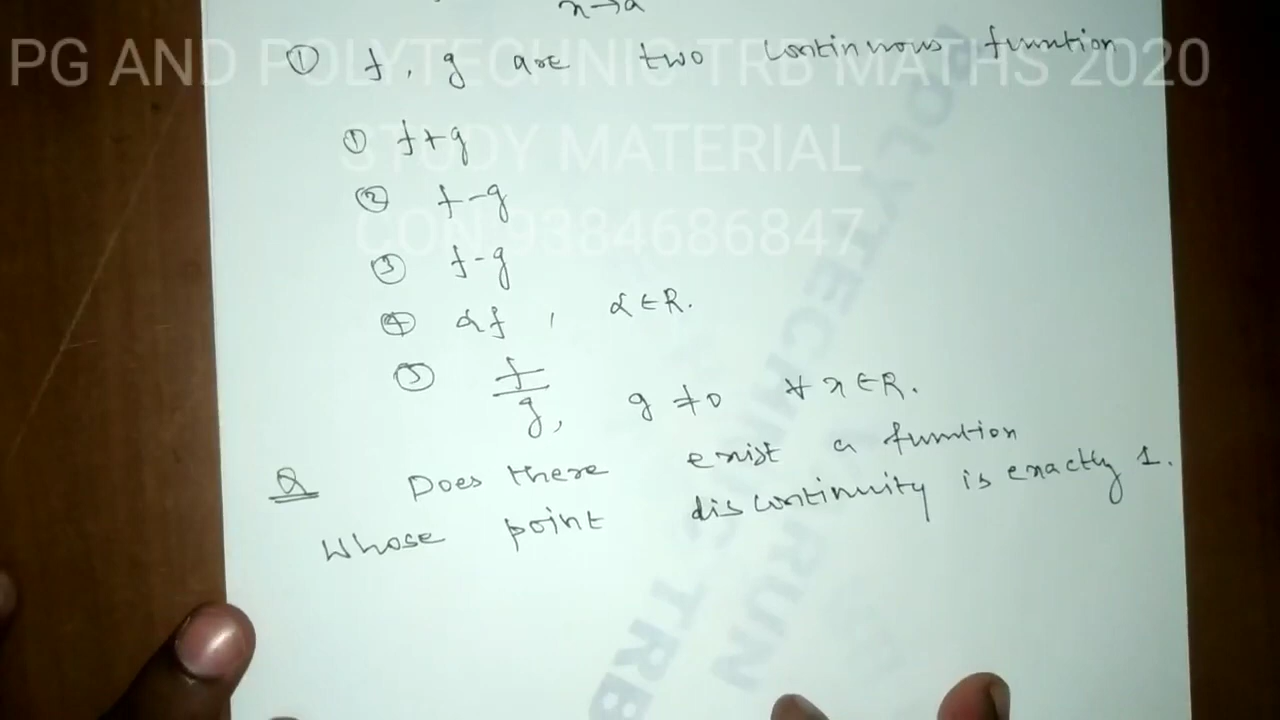 x→a
① f, g are two continuous function
① f+g
② f-g
③ f-g
④ αf, α∈R.
⑤ f/g, g≠0 ∀ x∈R.
Q Does there exist a function
whose point discontinuity is exactly 1.
PG AND POLYTECHNIC TRB MATHS 2020
STUDY MATERIAL
CON 9384686847